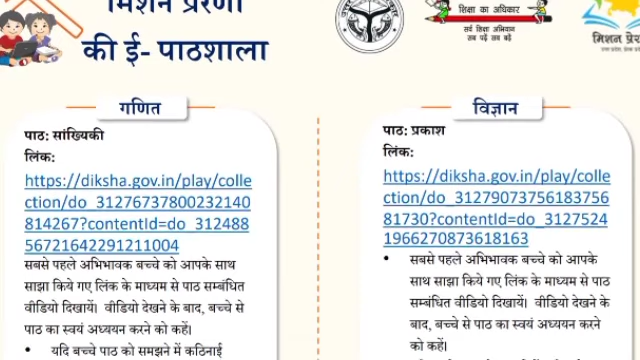 मिशन प्रेरणा
की ई- पाठशाला
शिक्षा का अधिकार
सर्व शिक्षा अभियान
सब पढ़ें सब बढ़ें
मिशन प्रेरणा
गणित
पाठ: सांख्यिकी
लिंक:
https://diksha.gov.in/play/colle
ction/do_31276737800232140
814267?contentId=do_312488
56721642291211004
सबसे पहले अभिभावक बच्चे को आपके साथ
साझा किये गए लिंक के माध्यम से पाठ
सम्बंधित वीडियो दिखायें। वीडियो देखने
के बाद, बच्चे से
पाठ का स्वयं अध्ययन करने को कहें।
• यदि बच्चे पाठ को समझने में कठिनाई
विज्ञान
पाठ: प्रकाश
लिंक:
https://diksha.gov.in/play/colle
ction/do_31279073756183756
81730?contentId=do_3127524
1966270873618163
• सबसे पहले अभिभावक बच्चे को आपके
साथ साझा किये गए लिंक के माध्यम से पाठ
सम्बंधित वीडियो दिखायें। वीडियो देखने के
बाद, बच्चे से पाठ का स्वयं अध्ययन करने
को कहें।